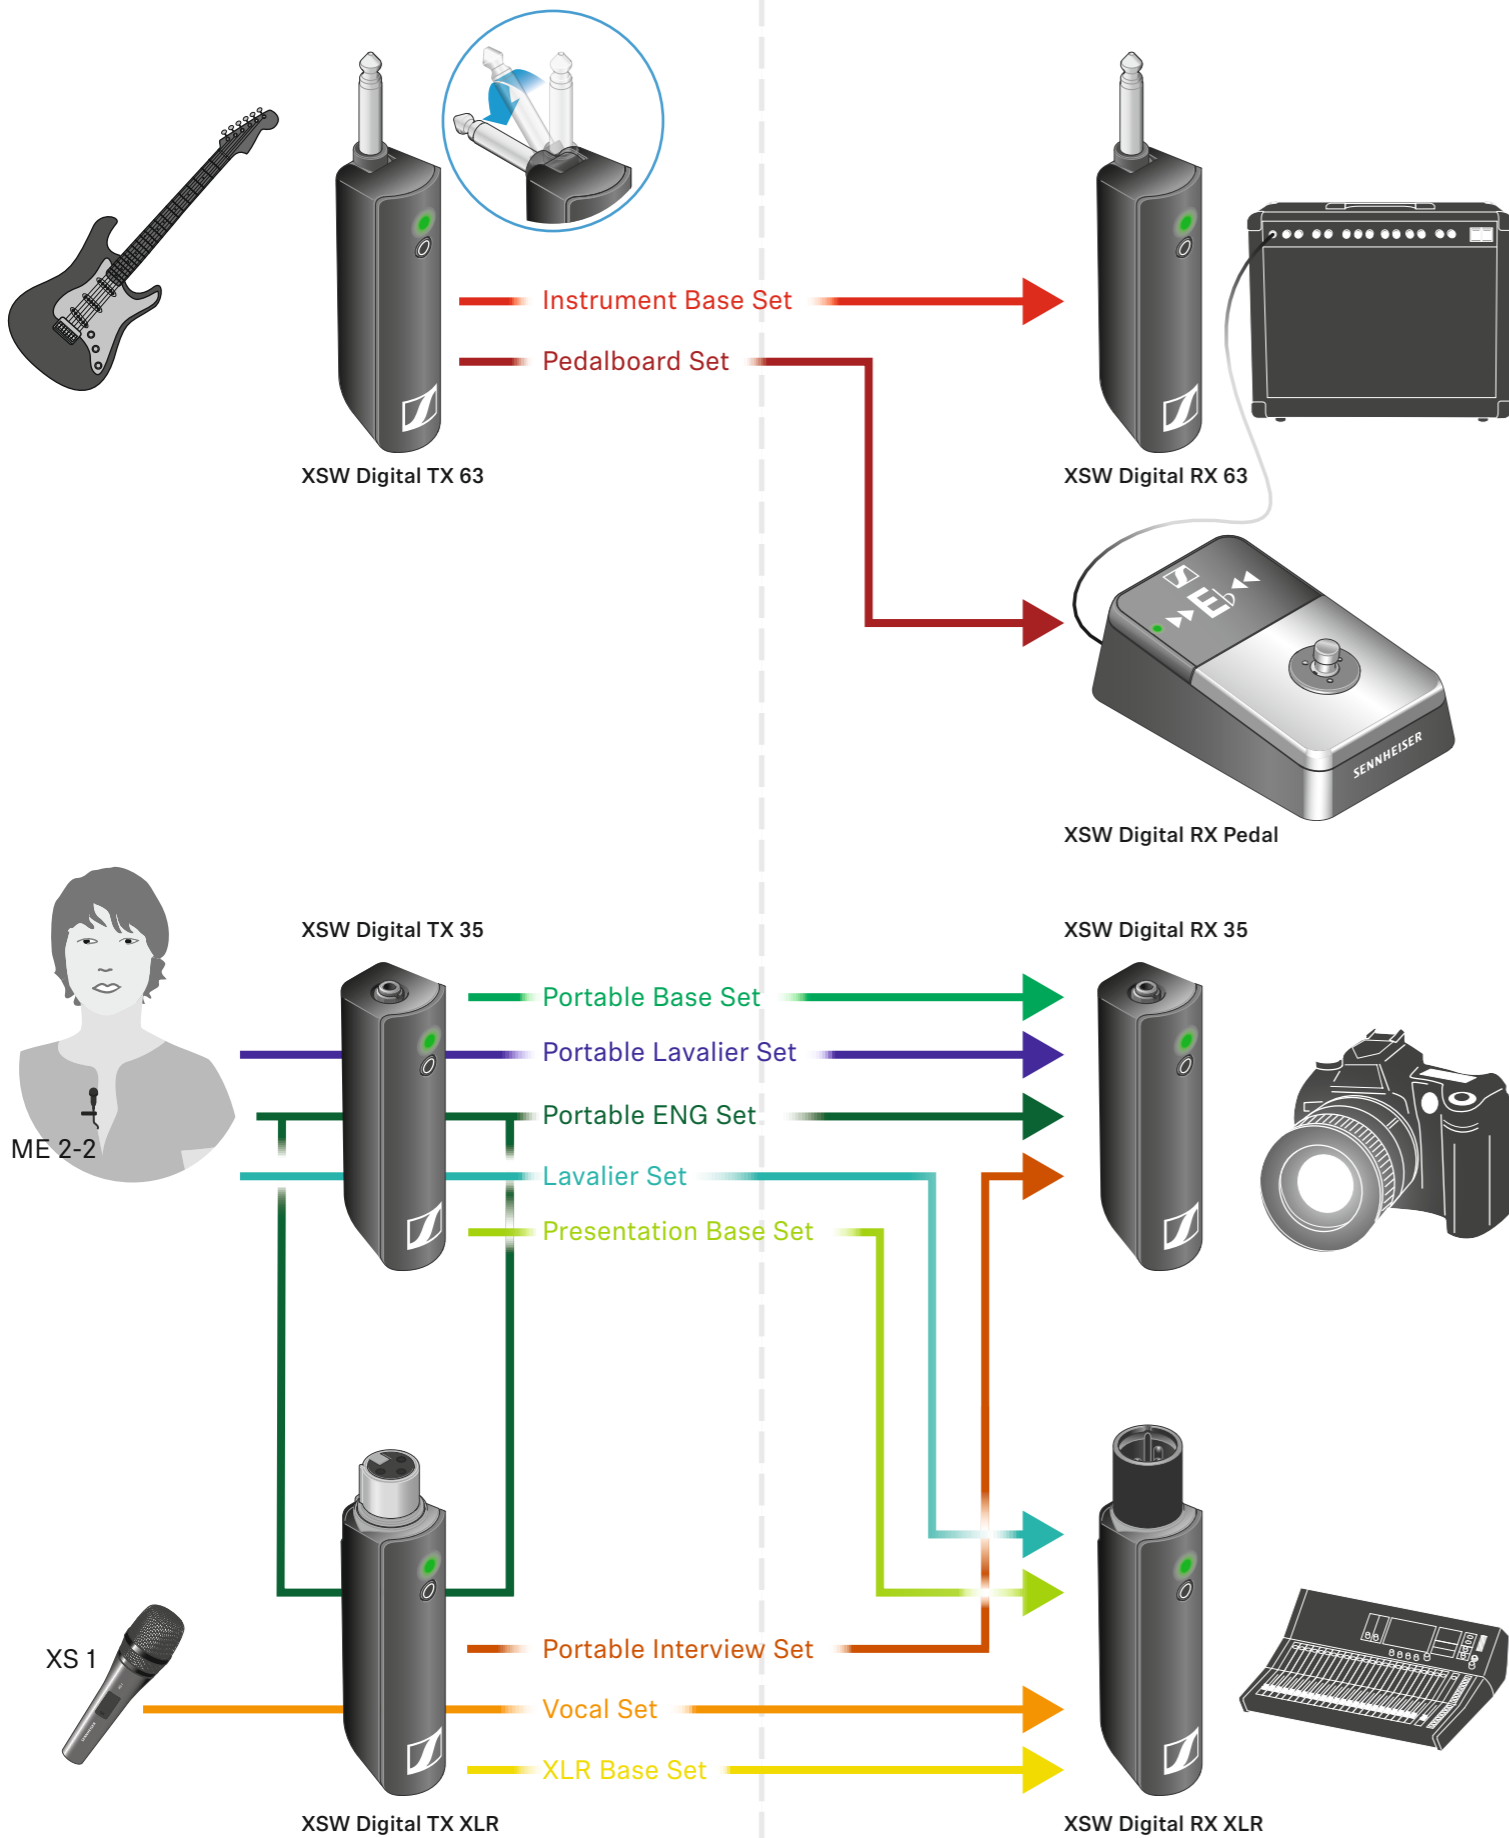 Instrument Base Set
Pedalboard Set
XSW Digital TX 63
XSW Digital RX 63
E♭
SENNHEISER
XSW Digital RX Pedal
XSW Digital TX 35
XSW Digital RX 35
Portable Base Set
Portable Lavalier Set
Portable ENG Set
ME 2-2
Lavalier Set
Presentation Base Set
Portable Interview Set
XS 1
Vocal Set
XLR Base Set
XSW Digital TX XLR
XSW Digital RX XLR